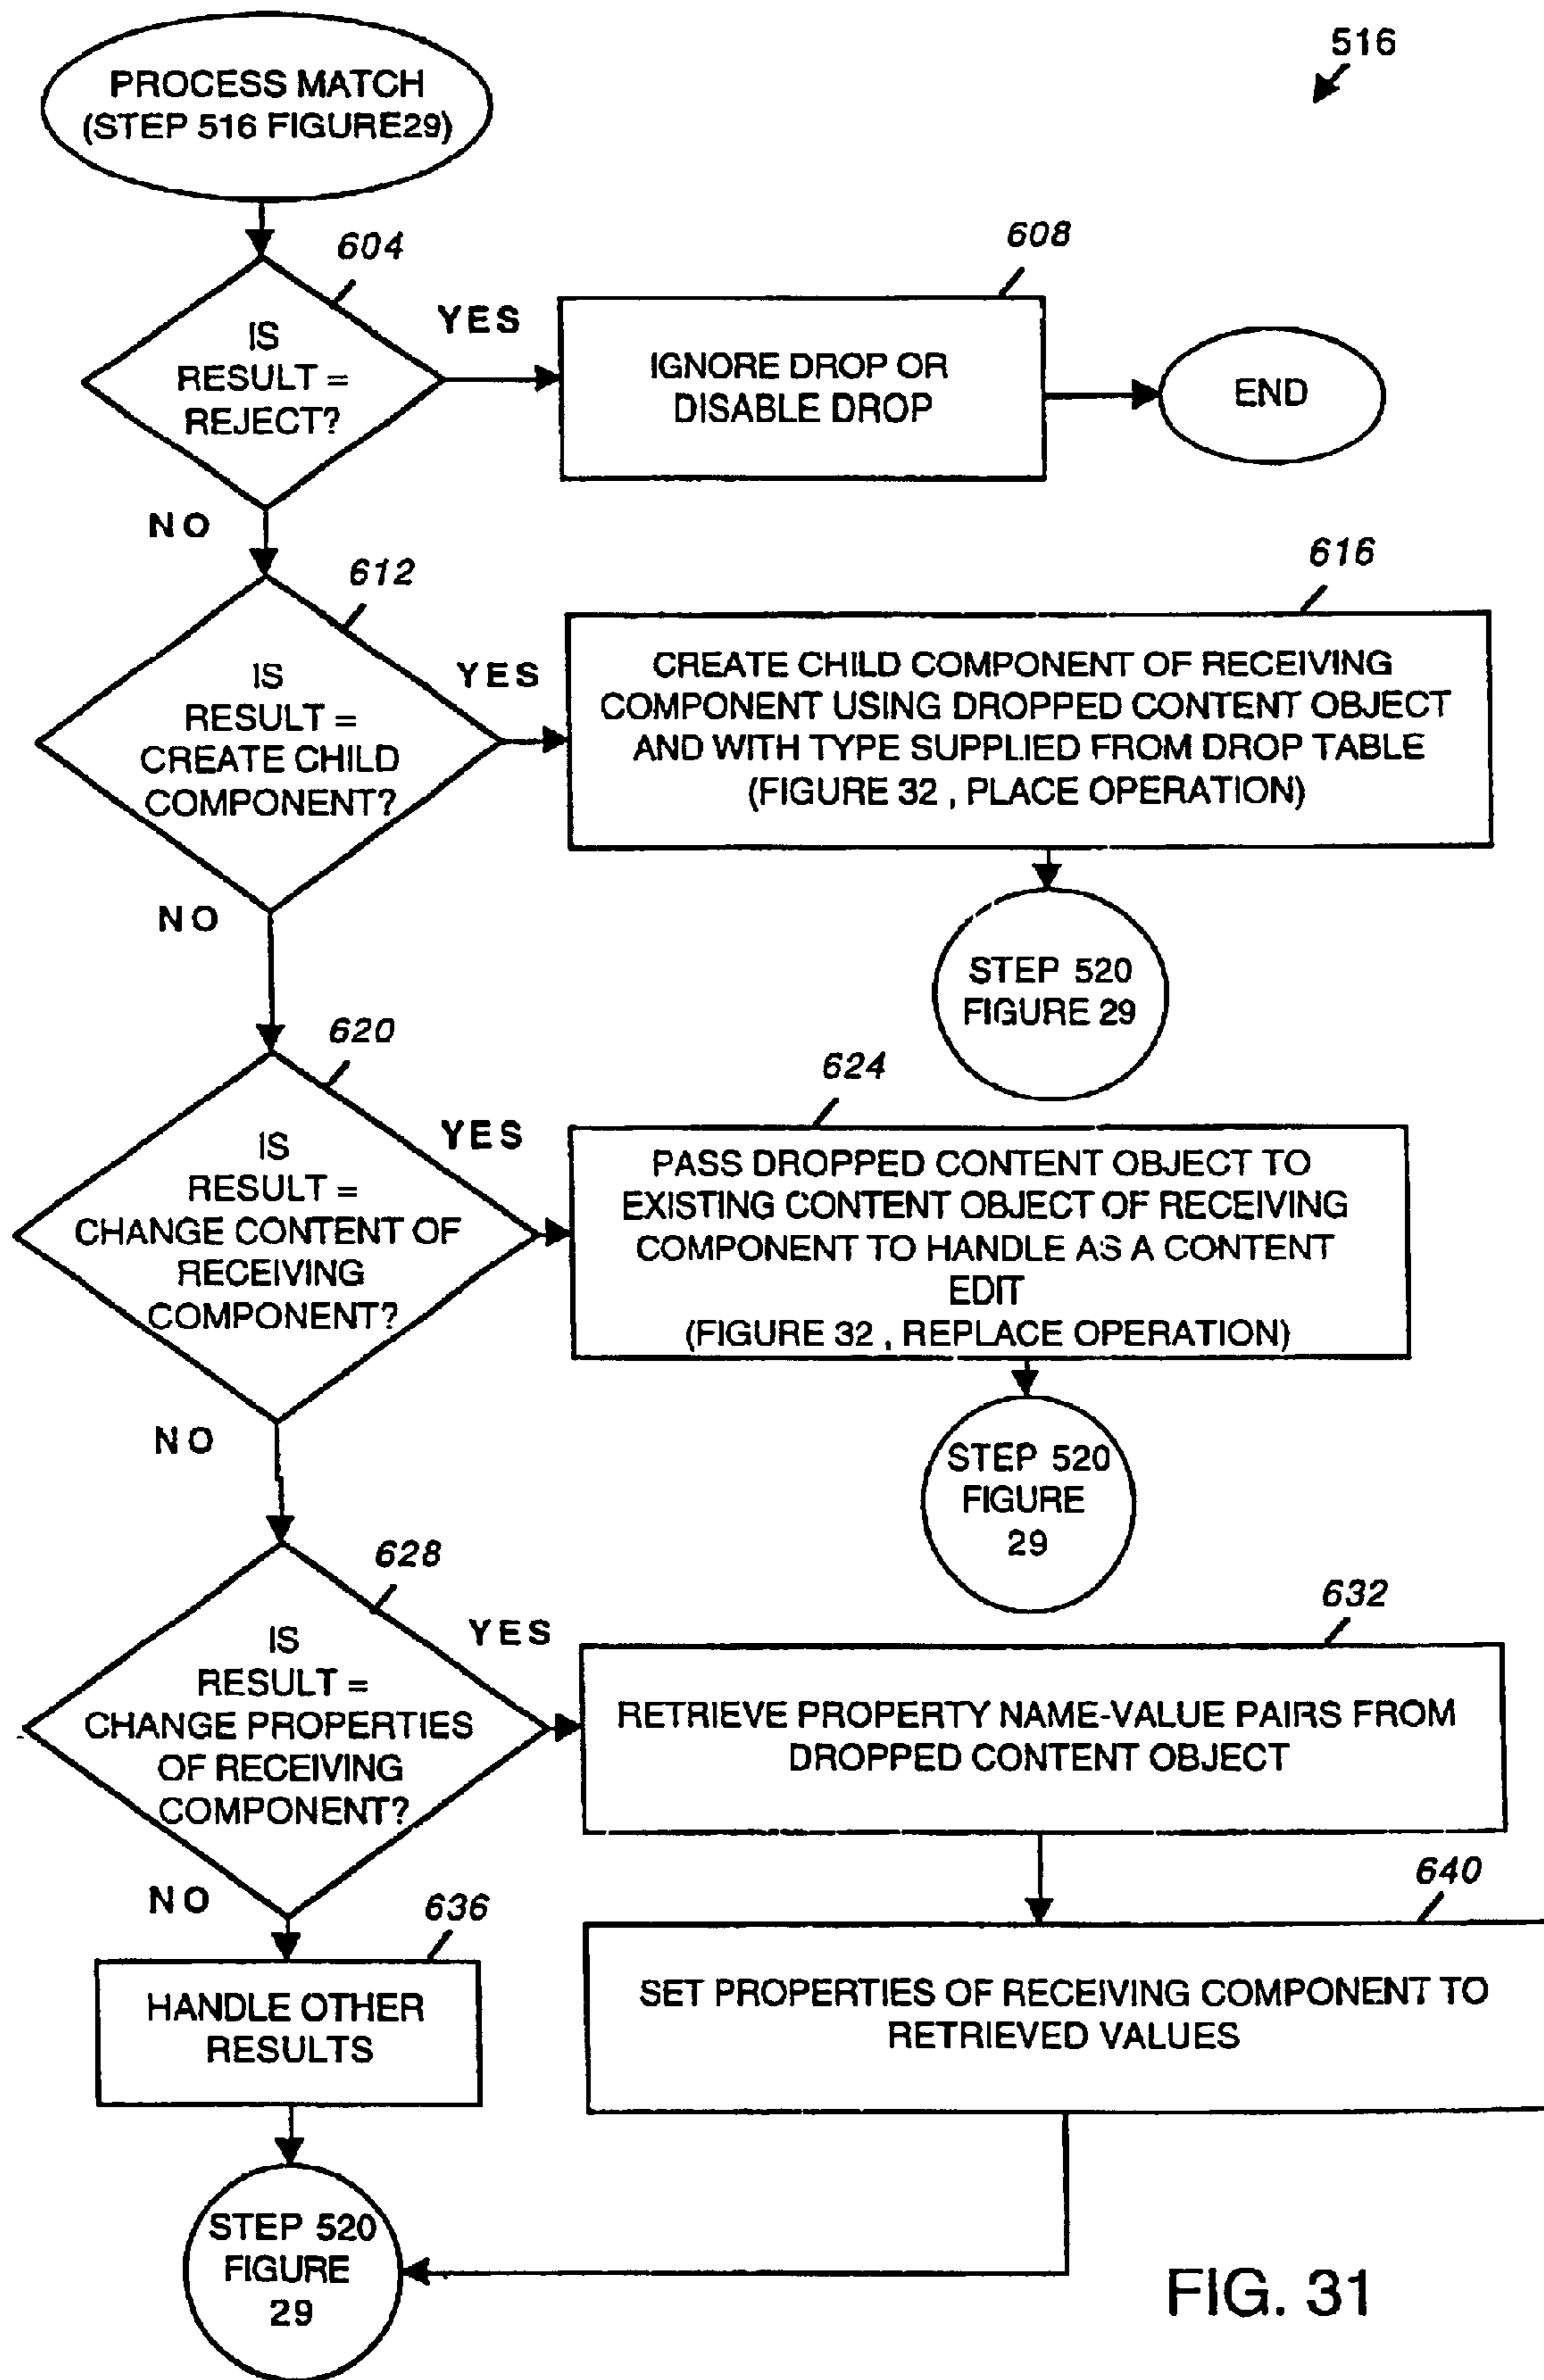 516
PROCESS MATCH
(STEP 516 FIGURE29)
604
IS
RESULT =
REJECT?
YES
608
IGNORE DROP OR
DISABLE DROP
END
NO
612
IS
RESULT =
CREATE CHILD
COMPONENT?
YES
616
CREATE CHILD COMPONENT OF RECEIVING
COMPONENT USING DROPPED CONTENT OBJECT
AND WITH TYPE SUPPLIED FROM DROP TABLE
(FIGURE 32 , PLACE OPERATION)
STEP 520
FIGURE 29
NO
620
IS
RESULT =
CHANGE CONTENT OF
RECEIVING
COMPONENT?
YES
624
PASS DROPPED CONTENT OBJECT TO
EXISTING CONTENT OBJECT OF RECEIVING
COMPONENT TO HANDLE AS A CONTENT
EDIT
(FIGURE 32 , REPLACE OPERATION)
STEP 520
FIGURE
29
NO
628
IS
RESULT =
CHANGE PROPERTIES
OF RECEIVING
COMPONENT?
YES
632
RETRIEVE PROPERTY NAME-VALUE PAIRS FROM
DROPPED CONTENT OBJECT
640
SET PROPERTIES OF RECEIVING COMPONENT TO
RETRIEVED VALUES
NO
636
HANDLE OTHER
RESULTS
STEP 520
FIGURE
29
FIG. 31